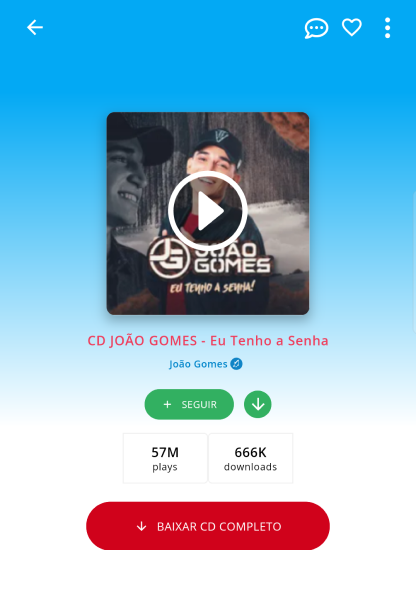 JG JOÃO
GOMES
EU TENHO A SENHA!
CD JOÃO GOMES - Eu Tenho a Senha
João Gomes
+ SEGUIR
57M
plays
666K
downloads
BAIXAR CD COMPLETO